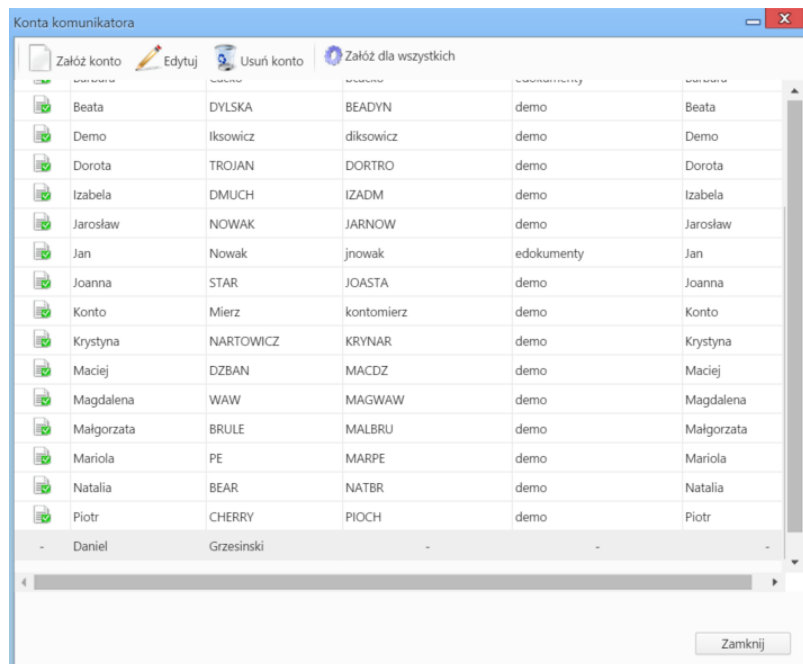 Konta komunikatora
Załóż konto Edytuj Usuń konto Załóż dla wszystkich
Beata DYLSKA BEADYN demo Beata
Demo Iksowicz diksowicz demo Demo
Dorota TROJAN DORTRO demo Dorota
Izabela DMUCH IZADM demo Izabela
Jarosław NOWAK JARNOW demo Jarosław
Jan Nowak jnowak edokumenty Jan
Joanna STAR JOASTA demo Joanna
Konto Mierz kontomierz demo Konto
Krystyna NARTOWICZ KRYNAR demo Krystyna
Maciej DZBAN MACDZ demo Maciej
Magdalena WAW MAGWAW demo Magdalena
Małgorzata BRULE MALBRU demo Małgorzata
Mariola PE MARPE demo Mariola
Natalia BEAR NATBR demo Natalia
Piotr CHERRY PIOCH demo Piotr
- Daniel Grzesinski - - -
Zamknij